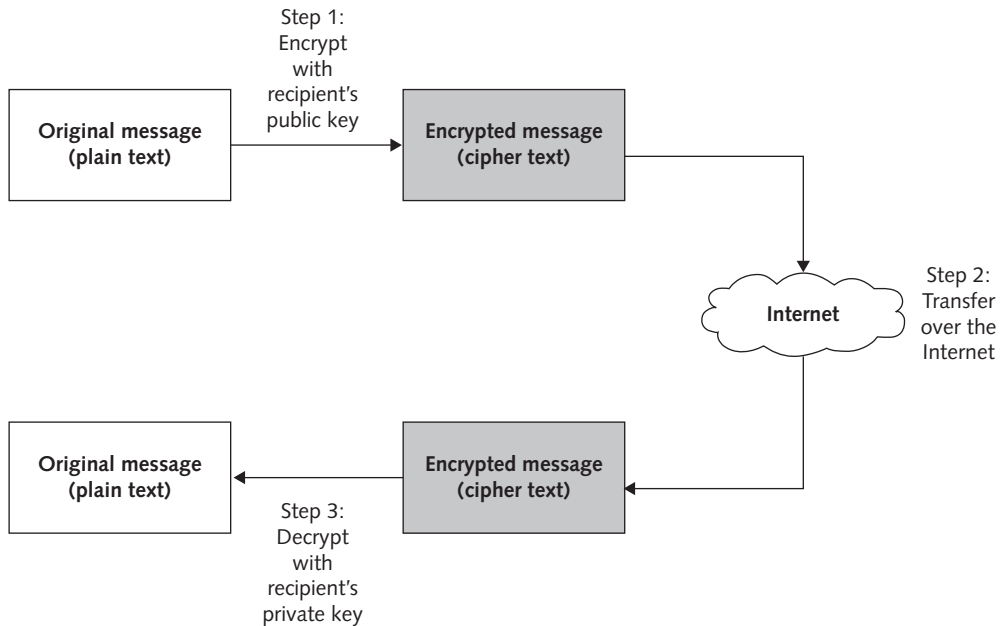 Step 1:
Encrypt
with
recipient's
public key
Original message
(plain text)
Encrypted message
(cipher text)
Internet
Step 2:
Transfer
over the
Internet
Original message
(plain text)
Encrypted message
(cipher text)
Step 3:
Decrypt
with
recipient's
private key